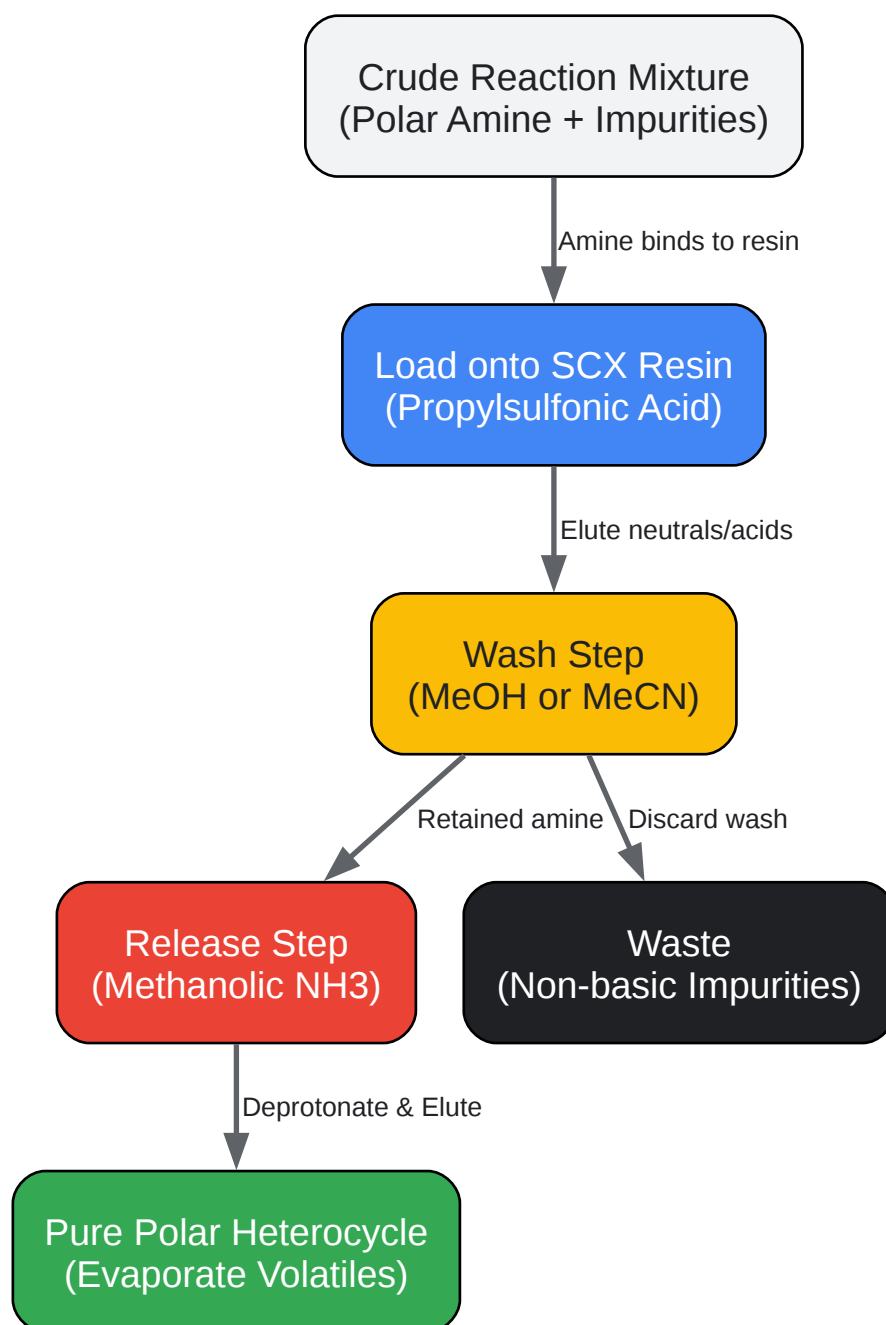 Crude Reaction Mixture
(Polar Amine + Impurities)
Amine binds to resin
Load onto SCX Resin
(Propylsulfonic Acid)
Elute neutrals/acids
Wash Step
(MeOH or MeCN)
Retained amine
Discard wash
Release Step
(Methanolic NH3)
Waste
(Non-basic Impurities)
Deprotonate & Elute
Pure Polar Heterocycle
(Evaporate Volatiles)